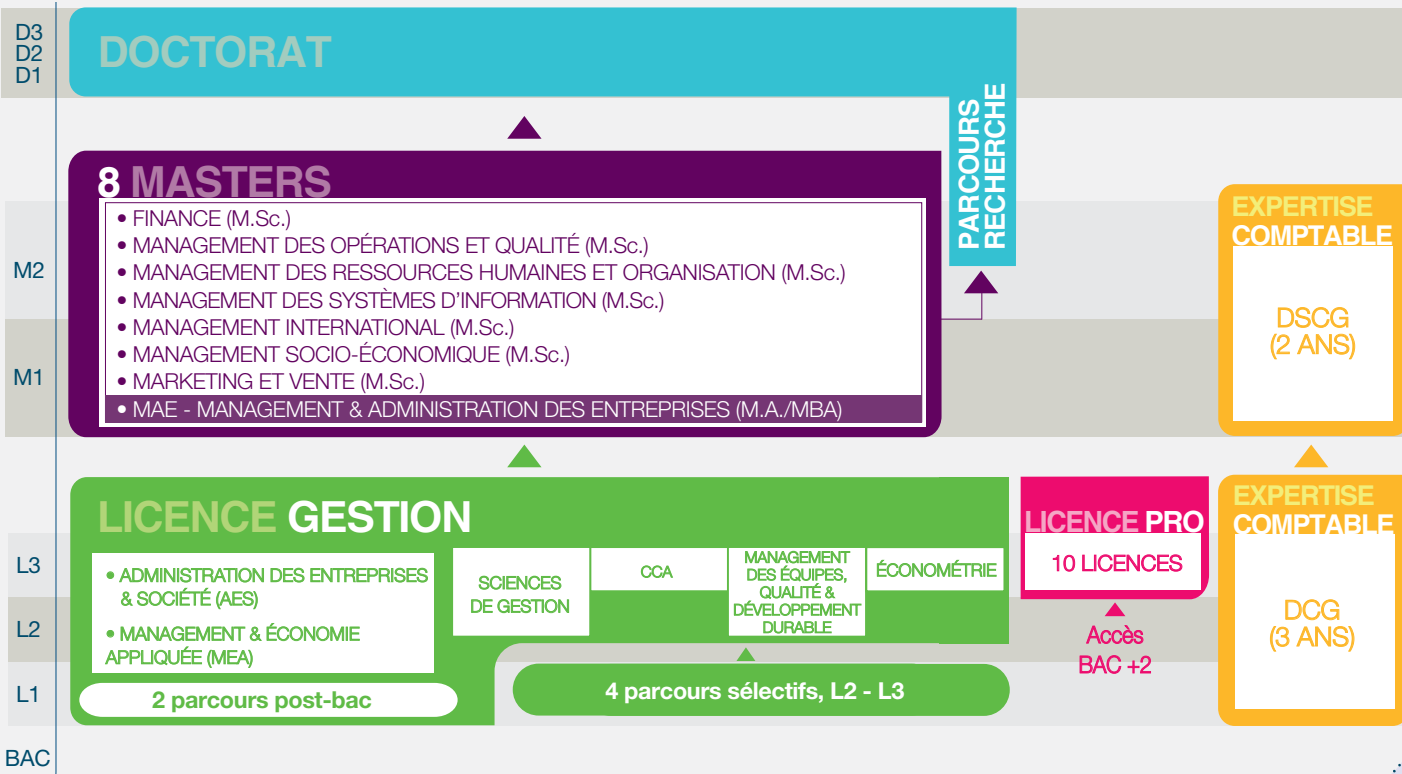 D3
D2
D1
DOCTORAT
PARCOURS
RECHERCHE
8 MASTERS
• FINANCE (M.Sc.)
• MANAGEMENT DES OPÉRATIONS ET QUALITÉ (M.Sc.)
• MANAGEMENT DES RESSOURCES HUMAINES ET ORGANISATION (M.Sc.)
• MANAGEMENT DES SYSTÈMES D'INFORMATION (M.Sc.)
• MANAGEMENT INTERNATIONAL (M.Sc.)
• MANAGEMENT SOCIO-ÉCONOMIQUE (M.Sc.)
• MARKETING ET VENTE (M.Sc.)
• MAE - MANAGEMENT & ADMINISTRATION DES ENTREPRISES (M.A./MBA)
M2
M1
EXPERTISE
COMPTABLE
DSCG
(2 ANS)
LICENCE GESTION
• ADMINISTRATION DES ENTREPRISES
& SOCIÉTÉ (AES)
• MANAGEMENT & ÉCONOMIE
APPLIQUÉE (MEA)
2 parcours post-bac
SCIENCES
DE GESTION
CCA
MANAGEMENT
DES ÉQUIPES,
QUALITÉ &
DÉVELOPPEMENT
DURABLE
ÉCONOMÉTRIE
4 parcours sélectifs, L2 - L3
LICENCE PRO
10 LICENCES
Accès
BAC +2
EXPERTISE
COMPTABLE
DCG
(3 ANS)
L3
L2
L1
BAC